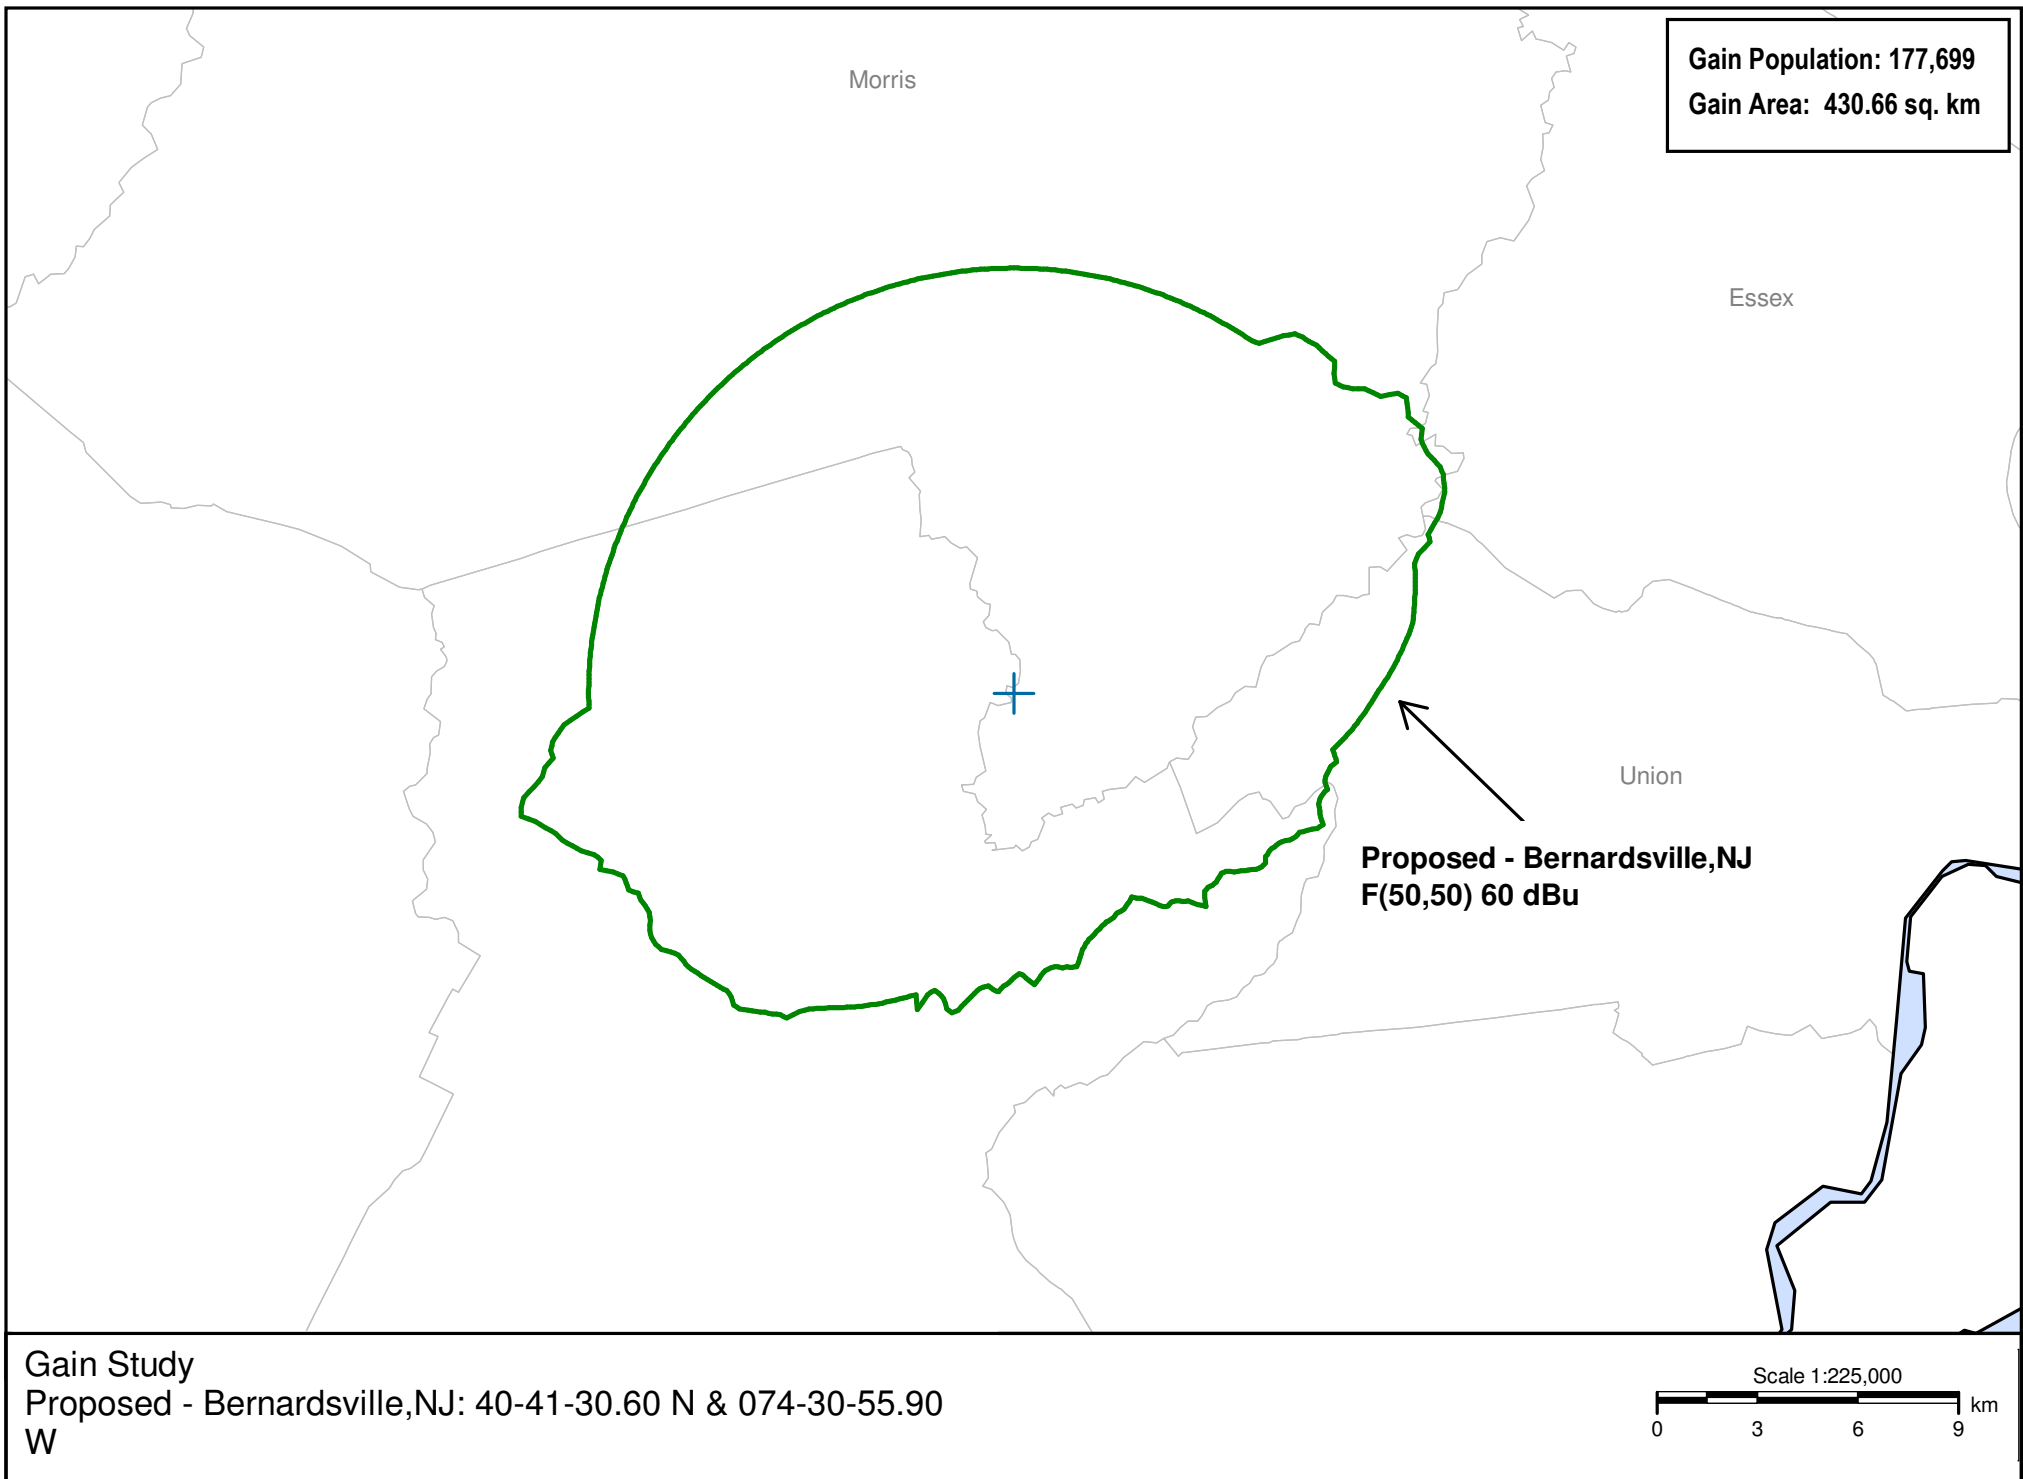 Morris
Gain Population: 177,699
Gain Area: 430.66 sq. km
Essex
Union
Proposed - Bernardsville,NJ
F(50,50) 60 dBu
Gain Study
Proposed - Bernardsville,NJ: 40-41-30.60 N & 074-30-55.90
W
Scale 1:225,000
km
0 3 6 9